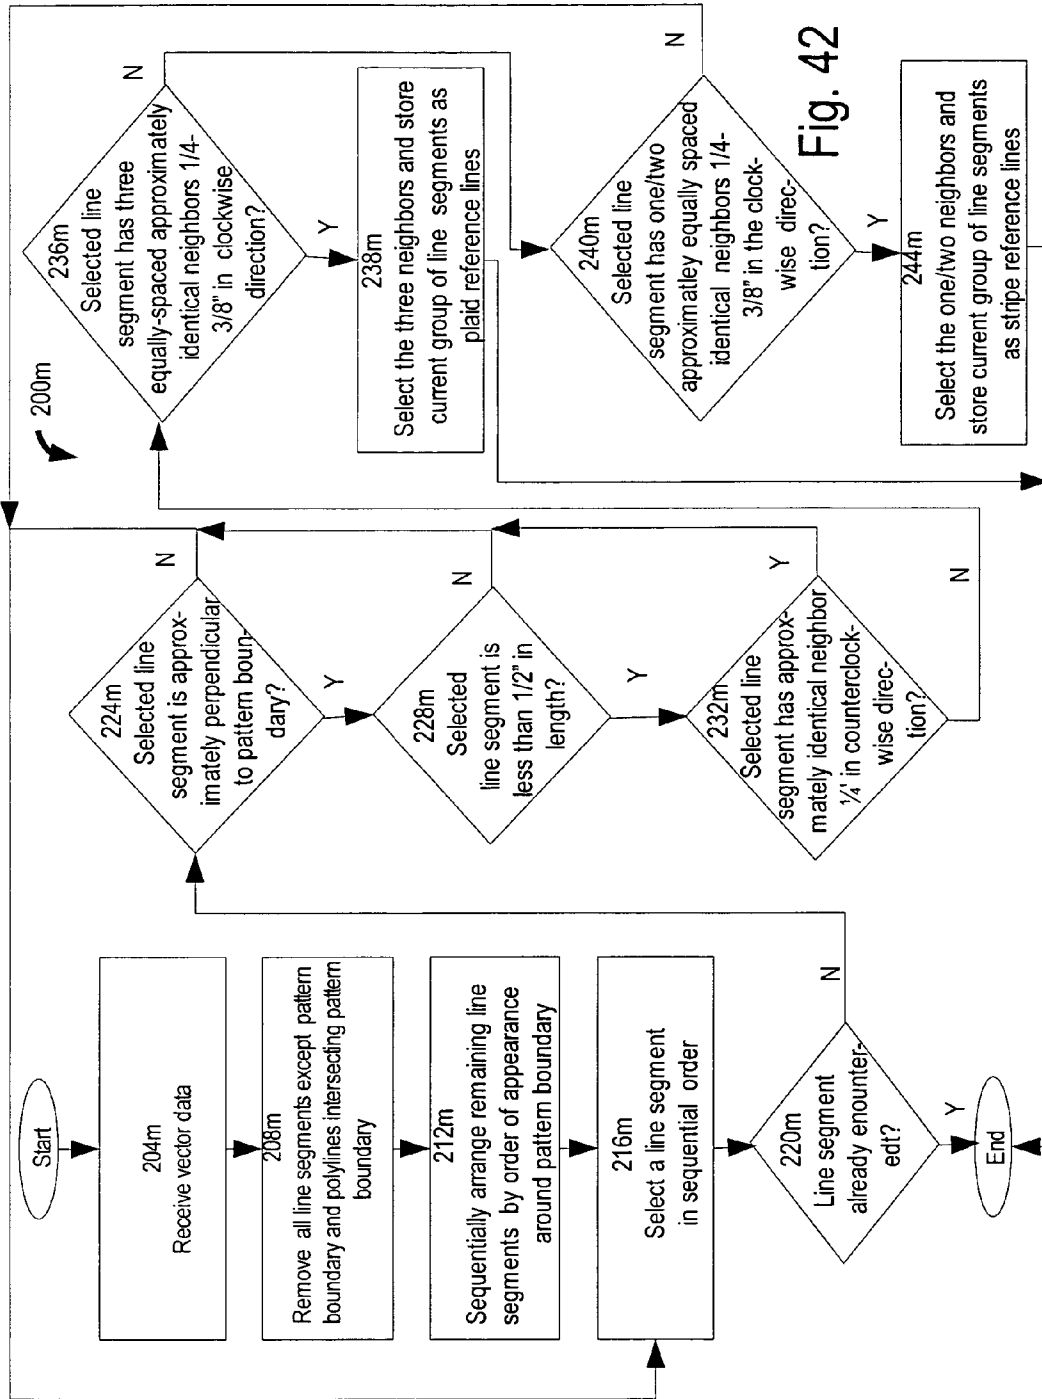 Start
204m
Receive vector data
208m
Remove all line segments except pattern
boundary and polylines intersecting pattern
boundary
212m
Sequentially arrange remaining line
segments by order of appearance
around pattern boundary
216m
Select a line segment
in sequential order
220m
Line segment
already encounter-
edt?
N
Y
End
224m
Selected line
segment is approx-
imately perpendicular
to pattern boun-
dary?
N
Y
228m
Selected
line segment is
less than 1/2" in
length?
N
Y
232m
Selected line
segment has approx-
mately identical neighbor
¼' in counterclock-
wise direc-
tion?
Y
N
200m
236m
Selected line
segment has three
equally-spaced approximately
identical neighbors 1/4-
3/8" in clockwise
direction?
N
Y
238m
Select the three neighbors and store
current group of line segments as
plaid reference lines
240m
Selected line
segment has one/two
approximatley equally spaced
identical neighbors 1/4-
3/8" in the clock-
wise direc-
tion?
N
Y
244m
Select the one/two neighbors and
store current group of line segments
as stripe reference lines
Fig. 42